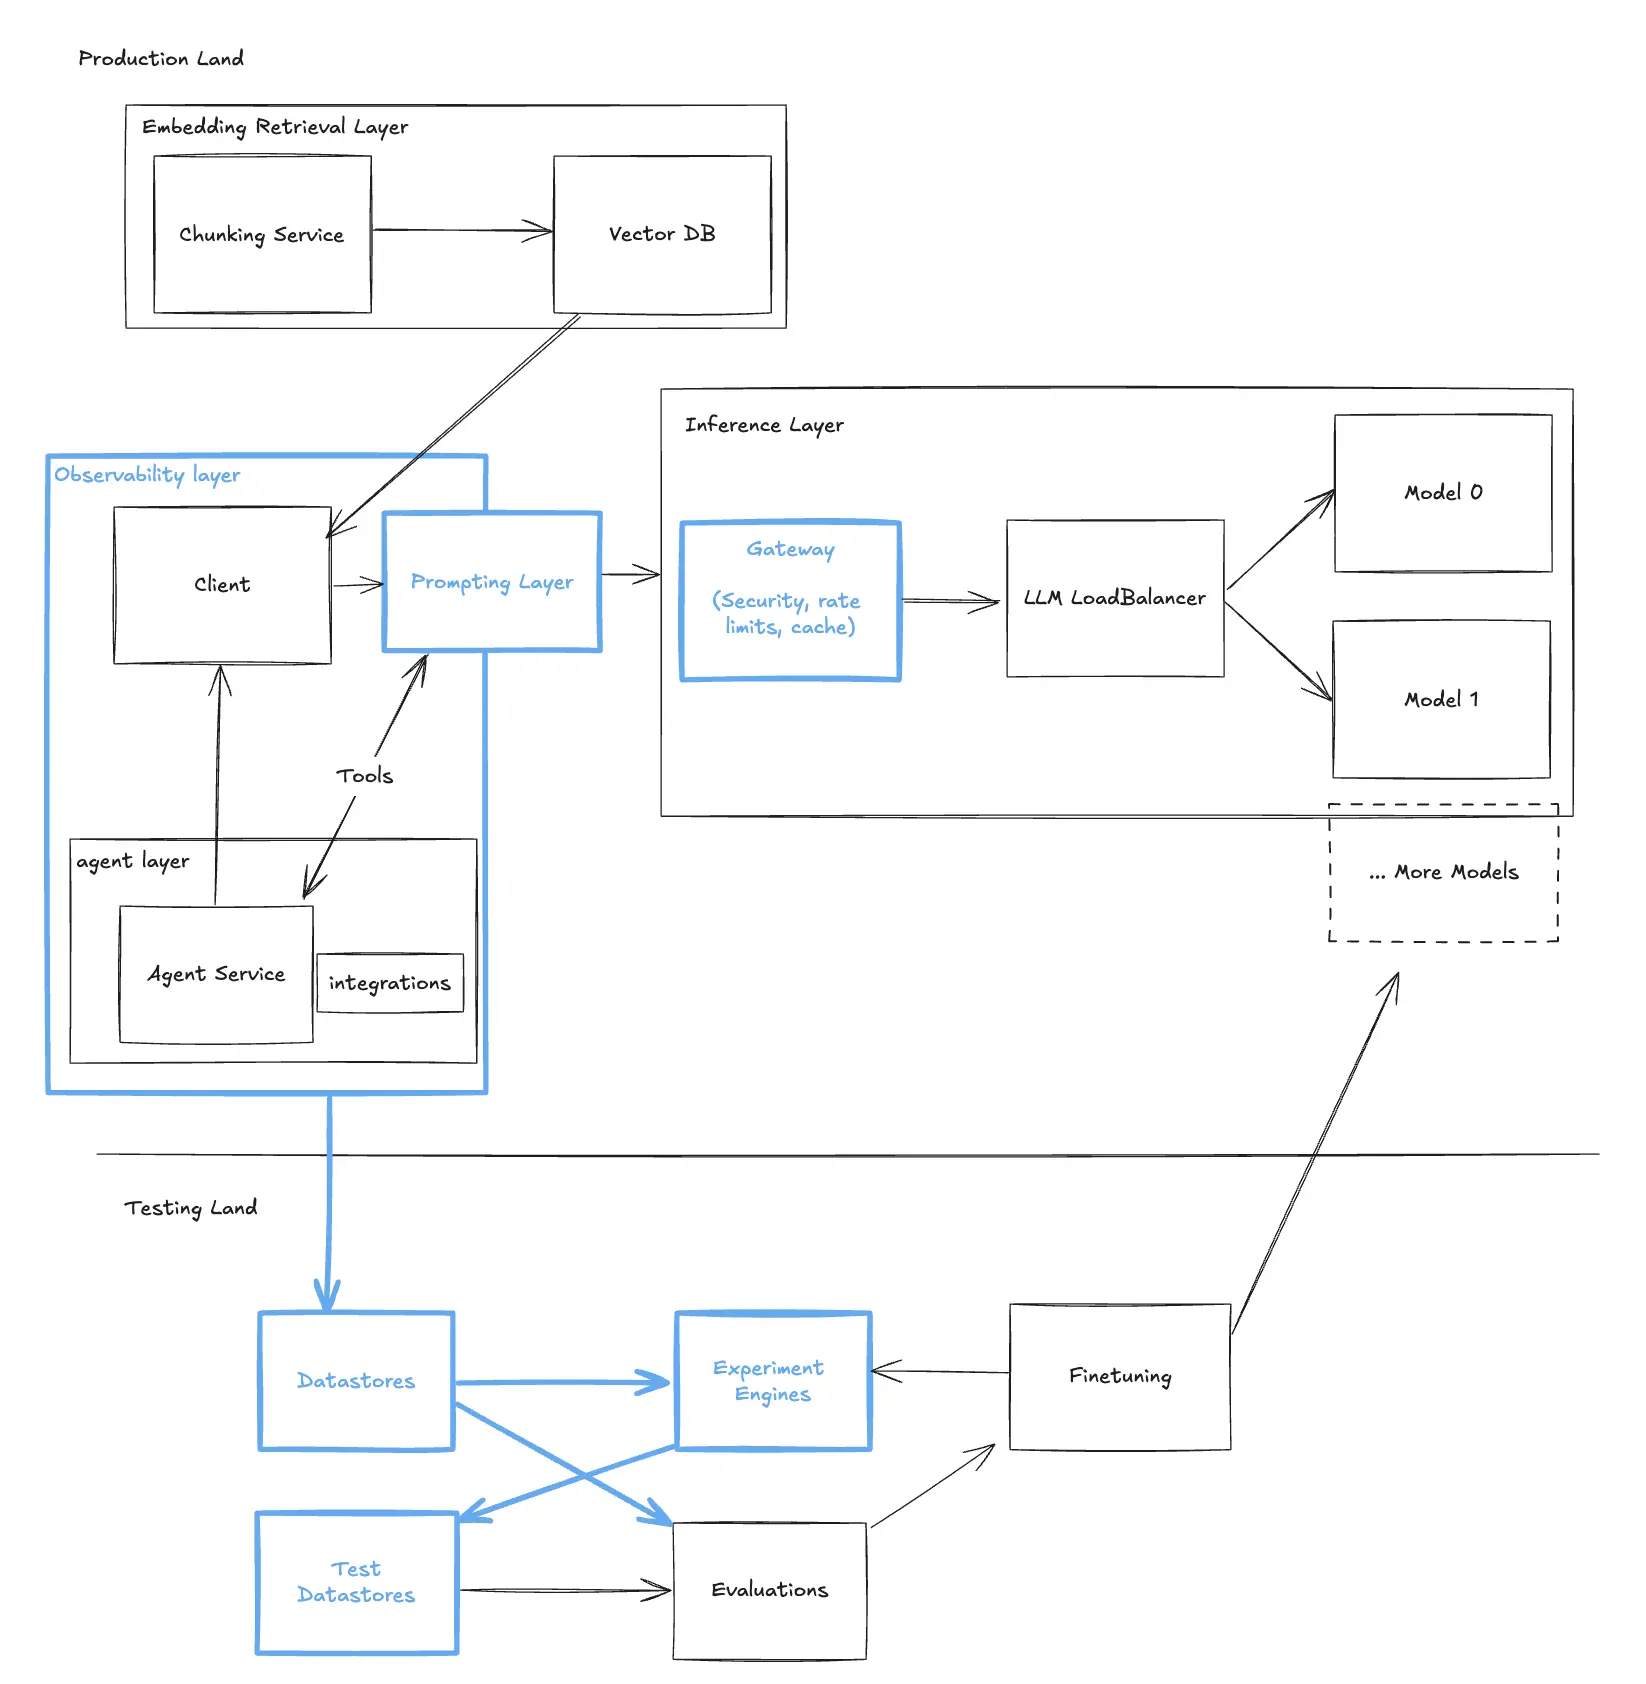 Production Land
Embedding Retrieval Layer
Chunking Service
Vector DB
Inference Layer
Observability layer
Client
Prompting Layer
Gateway
(Security, rate
limits, cache)
LLM LoadBalancer
Model 0
Model 1
Tools
agent layer
Agent Service
integrations
... More Models
Testing Land
Datastores
Experiment
Engines
Finetuning
Test
Datastores
Evaluations